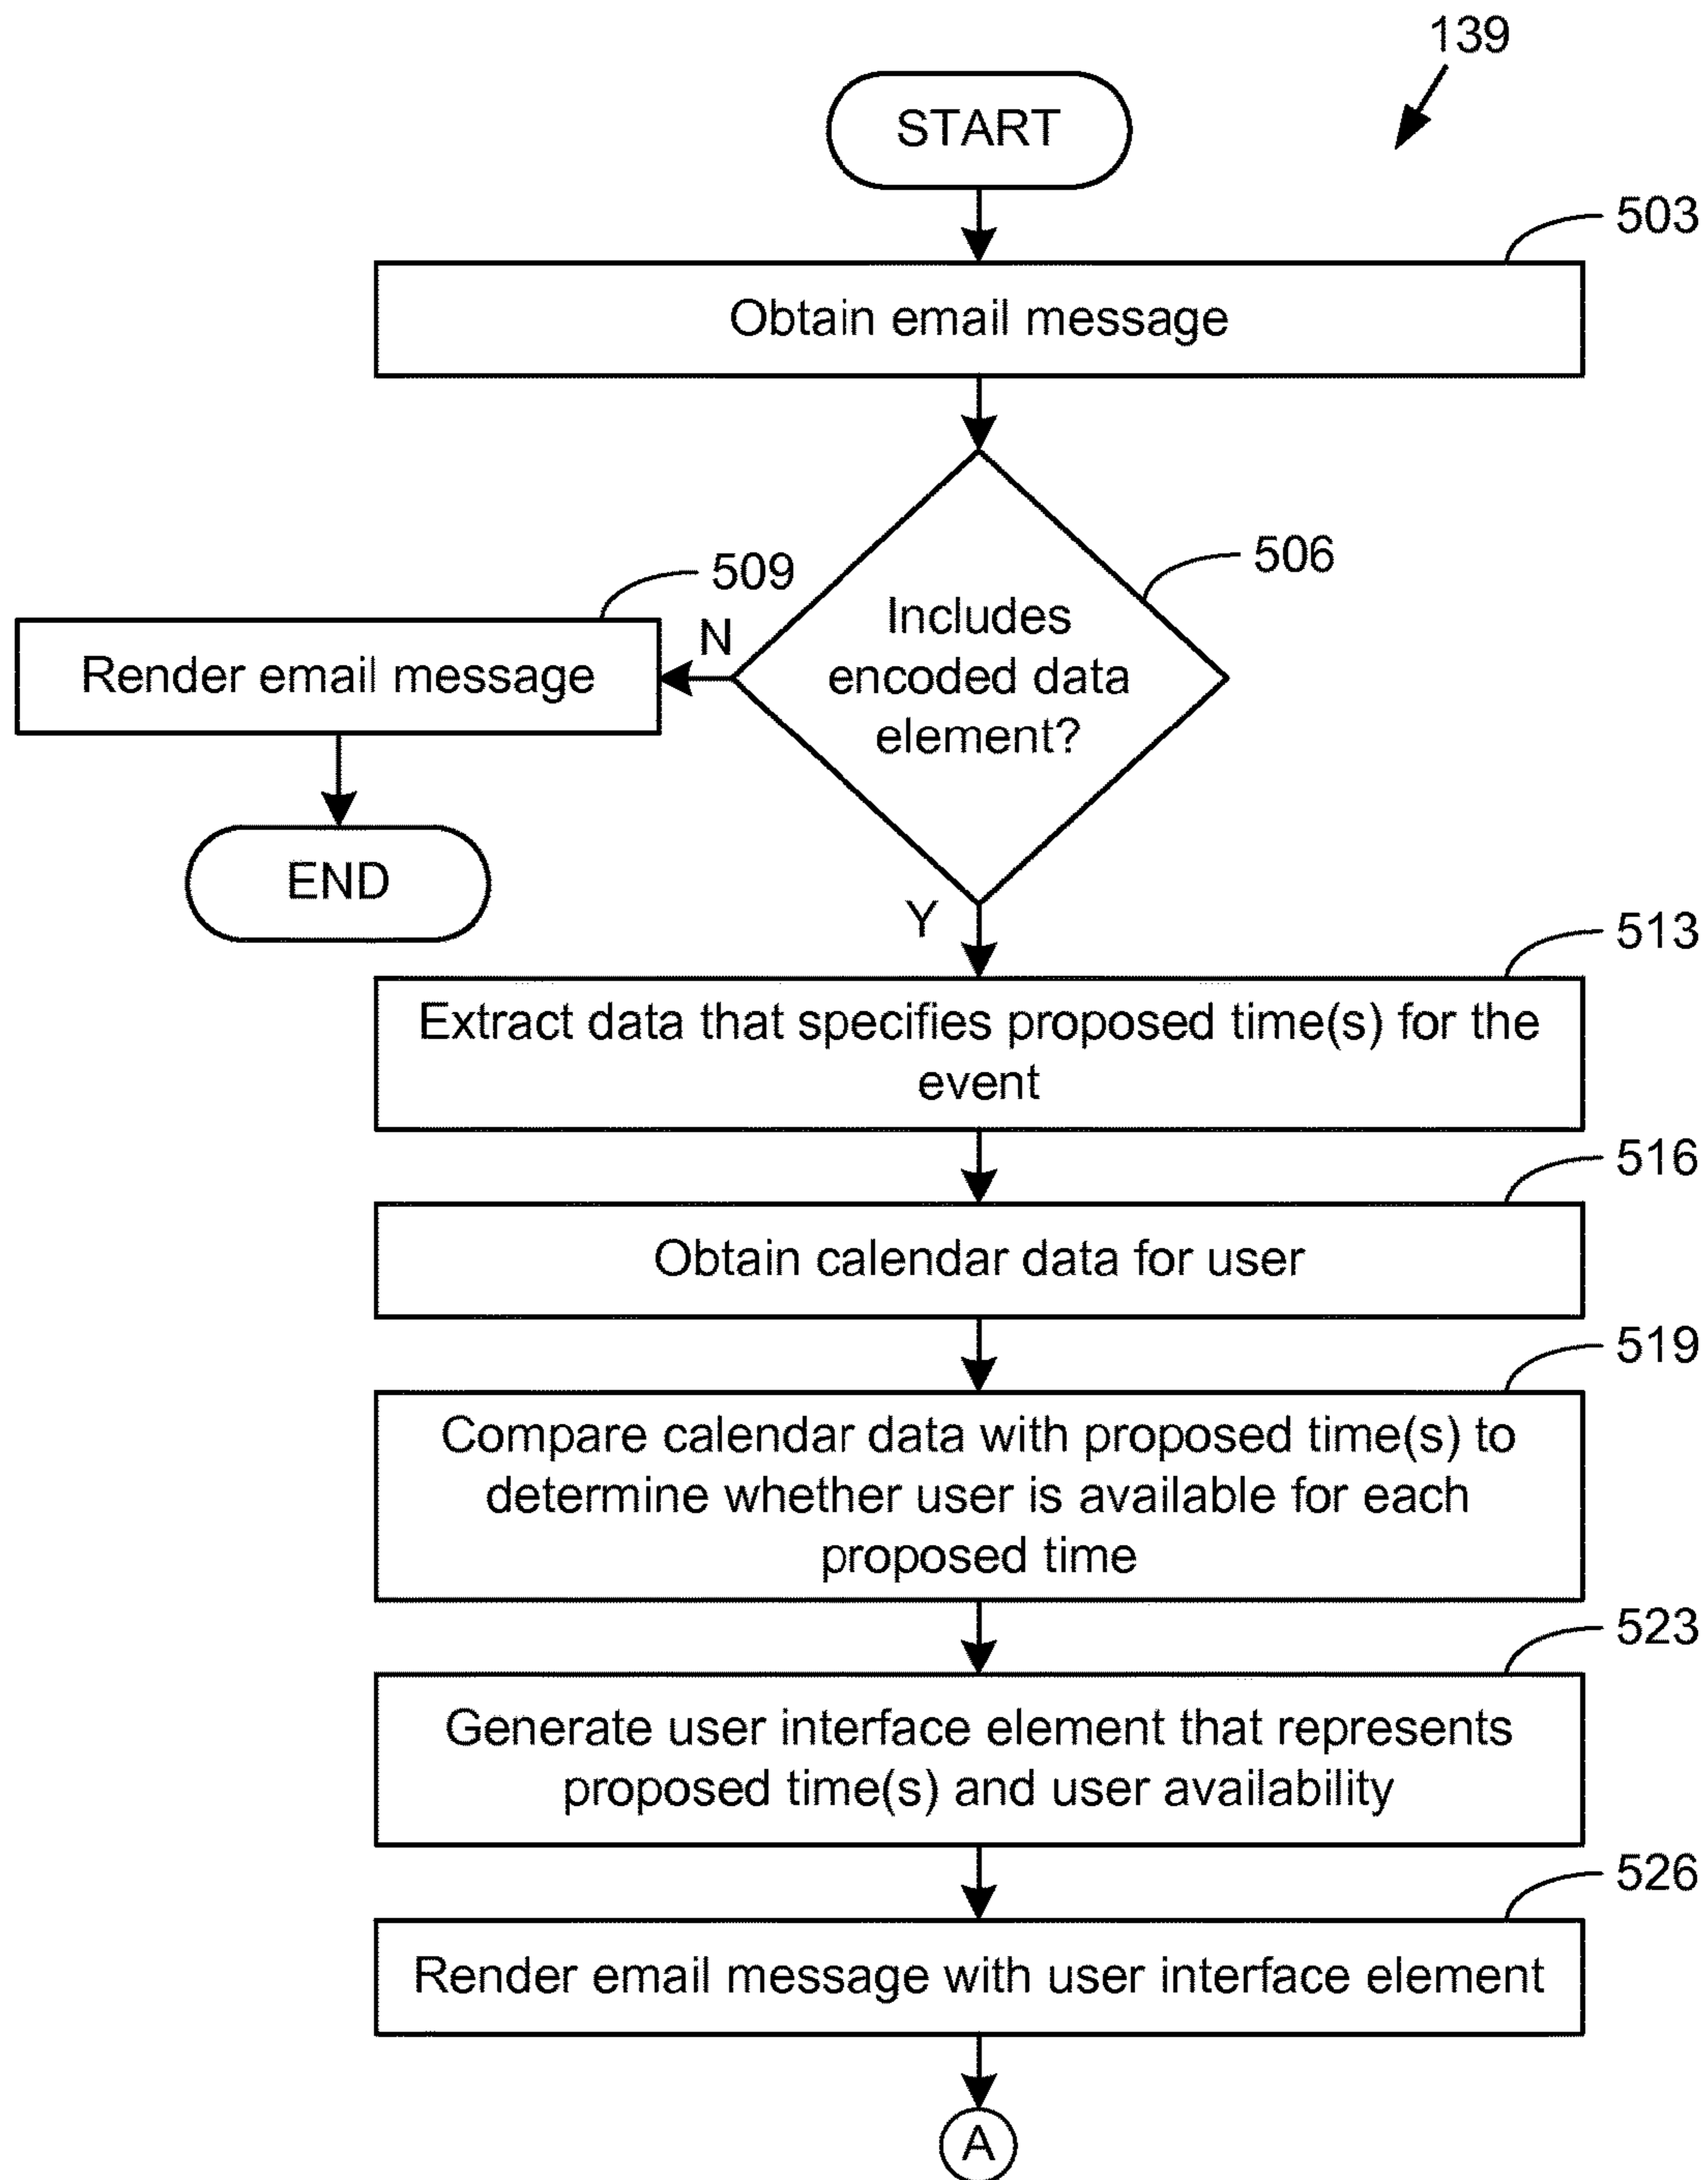 139
START
503
Obtain email message
506
Includes
encoded data
element?
509
N
Render email message
END
Y
513
Extract data that specifies proposed time(s) for the
event
516
Obtain calendar data for user
519
Compare calendar data with proposed time(s) to
determine whether user is available for each
proposed time
523
Generate user interface element that represents
proposed time(s) and user availability
526
Render email message with user interface element
A